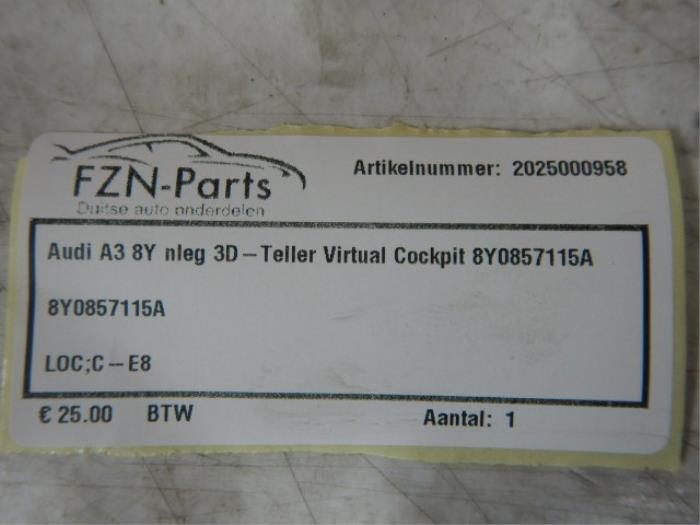 FZN-Parts
Duitse auto onderdelen
Artikelnummer: 2025000958
Audi A3 8Y nleg 3D-Teller Virtual Cockpit 8Y0857115A
8Y0857115A
LOC;C-E8
€ 25.00 BTW Aantal: 1